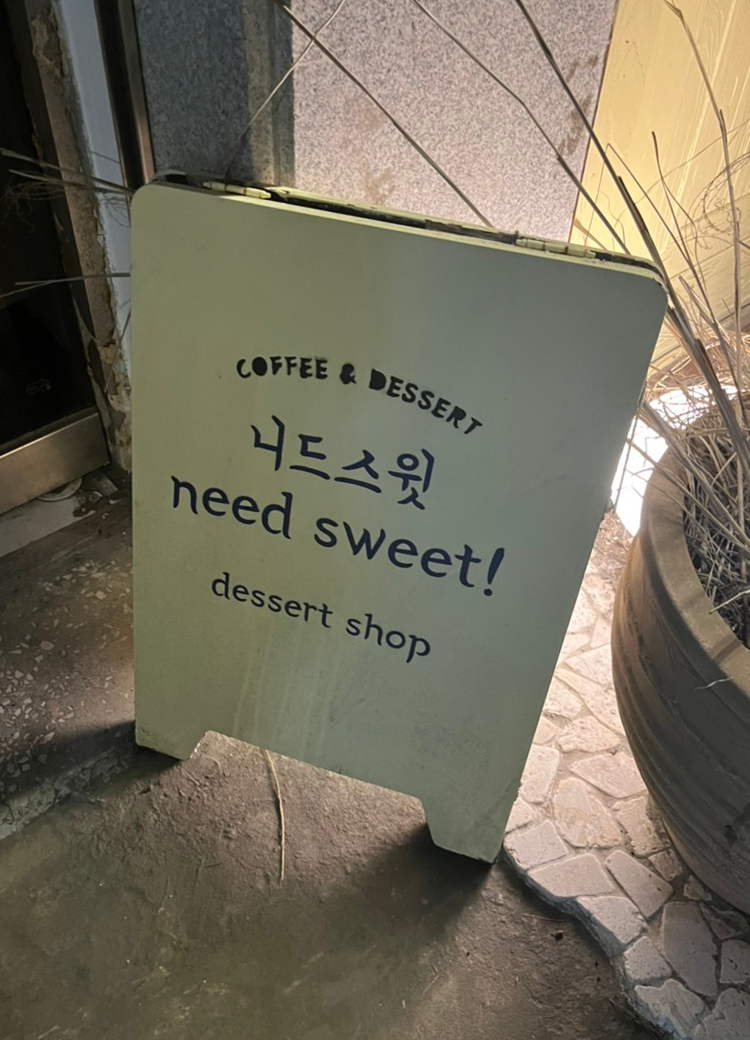 COFFEE & DESSERT
니드스윗
need sweet!
dessert shop